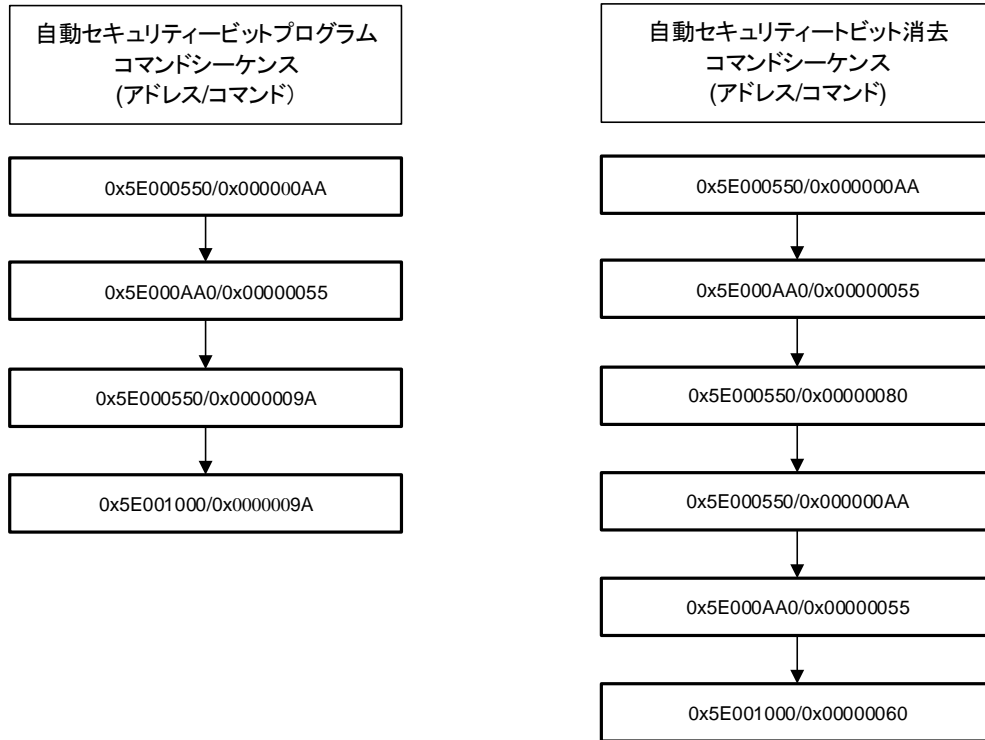 自動セキュリティービットプログラム
コマンドシーケンス
(アドレス/コマンド）
0x5E000550/0x000000AA
0x5E000AA0/0x00000055
0x5E000550/0x0000009A
0x5E001000/0x0000009A
自動セキュリティートビット消去
コマンドシーケンス
(アドレス/コマンド)
0x5E000550/0x000000AA
0x5E000AA0/0x00000055
0x5E000550/0x00000080
0x5E000550/0x000000AA
0x5E000AA0/0x00000055
0x5E001000/0x00000060